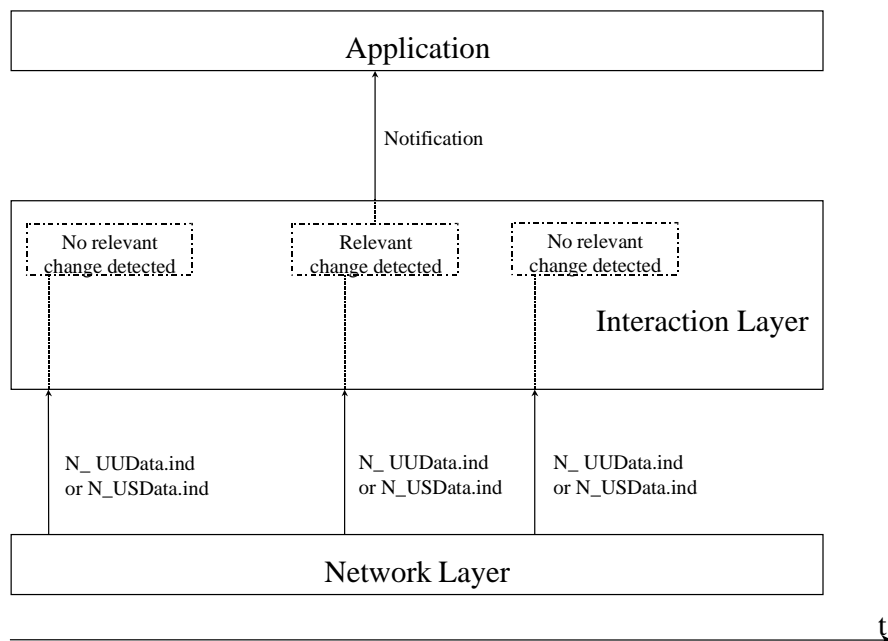 Application
Notification
No relevant
change detected
Relevant
change detected
No relevant
change detected
Interaction Layer
N_ UUData.ind
or N_USData.ind
N_ UUData.ind
or N_USData.ind
N_ UUData.ind
or N_USData.ind
Network Layer
t